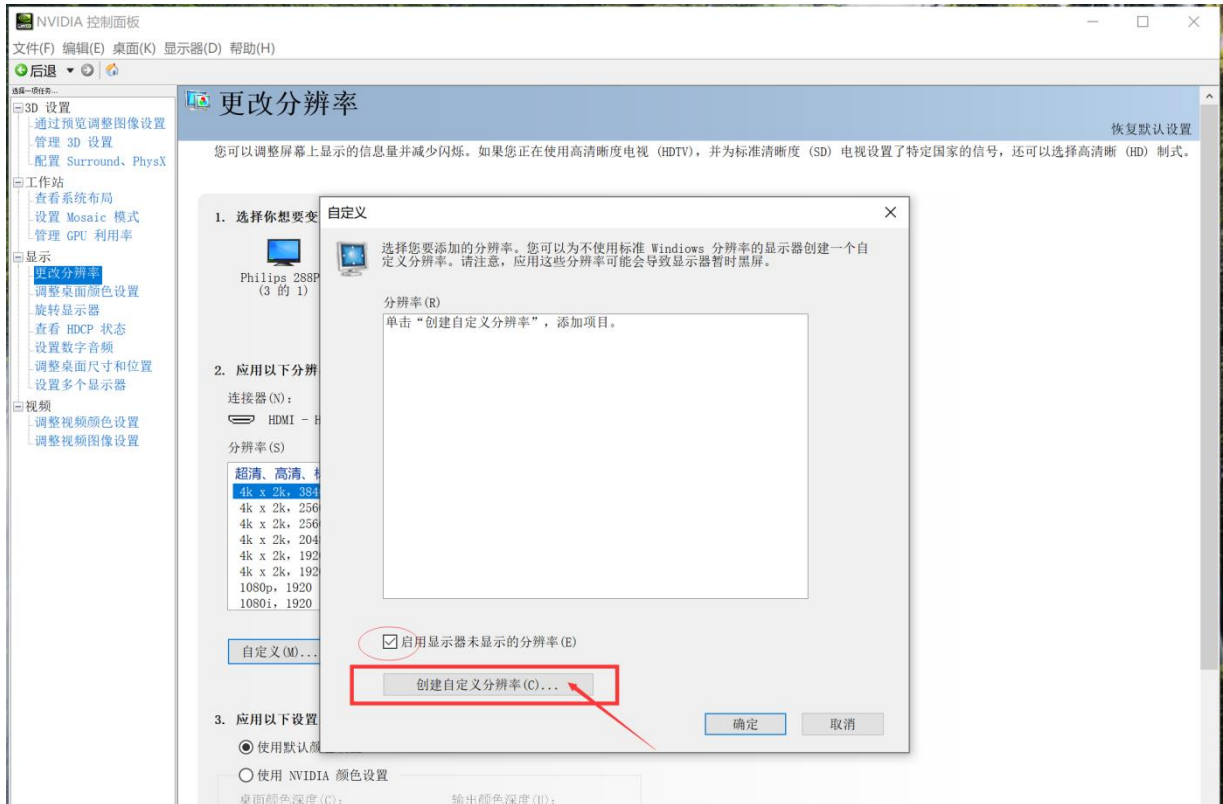 NVIDIA 控制面板
文件(F) 编辑(E) 桌面(K) 显示器(D) 帮助(H)
后退
选择一项任务...
3D 设置
通过预览调整图像设置
管理 3D 设置
配置 Surround、PhysX
工作站
查看系统布局
设置 Mosaic 模式
管理 GPU 利用率
显示
更改分辨率
调整桌面颜色设置
旋转显示器
查看 HDCP 状态
设置数字音频
调整桌面尺寸和位置
设置多个显示器
视频
调整视频颜色设置
调整视频图像设置
更改分辨率
恢复默认设置
您可以调整屏幕上显示的信息量并减少闪烁。如果您正在使用高清晰度电视 (HDTV)，并为标准清晰度 (SD) 电视设置了特定国家的信号，还可以选择高清晰 (HD) 制式。
1. 选择你想要变
Philips 288P
(3 的 1)
2. 应用以下分辨
连接器(N)：
HDMI - H
分辨率(S)
超清、高清、
4k x 2k, 384
4k x 2k, 256
4k x 2k, 256
4k x 2k, 204
4k x 2k, 192
4k x 2k, 192
1080p, 1920
1080i, 1920
自定义(M)...
3. 应用以下设置
使用默认颜
使用 NVIDIA 颜色设置
桌面颜色深度(C)：
输出颜色深度(U)：
自定义
选择您要添加的分辨率。您可以为不使用标准 Windiows 分辨率的显示器创建一个自
定义分辨率。请注意，应用这些分辨率可能会导致显示器暂时黑屏。
分辨率(R)
单击“创建自定义分辨率”，添加项目。
启用显示器未显示的分辨率(E)
创建自定义分辨率(C)...
确定
取消